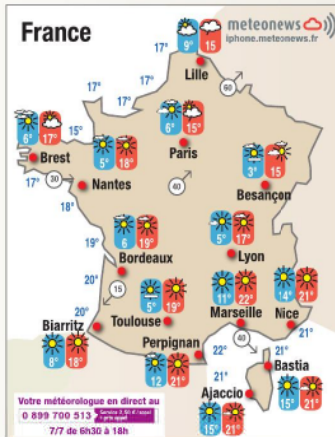 France
meteonews
iphone.meteonews.fr
17°
9° 15
Lille
17°
60
17°
17°
6° 17°
15°
6° 15°
Paris
Brest
5° 18°
3° 15
17°
30
Nantes
40
Besançon
18°
19°
6 19°
5° 17°
Bordeaux
Lyon
20°
15
5° 19°
11° 22°
14° 21°
20°
Biarritz
Toulouse
Marseille
Nice
8° 18°
Perpignan
40
21°
22°
12 21°
21°
Bastia
Ajaccio
15° 21°
21°
15° 21°
Votre météorologue en direct au
0 899 700 513
7/7 de 6h30 à 18h